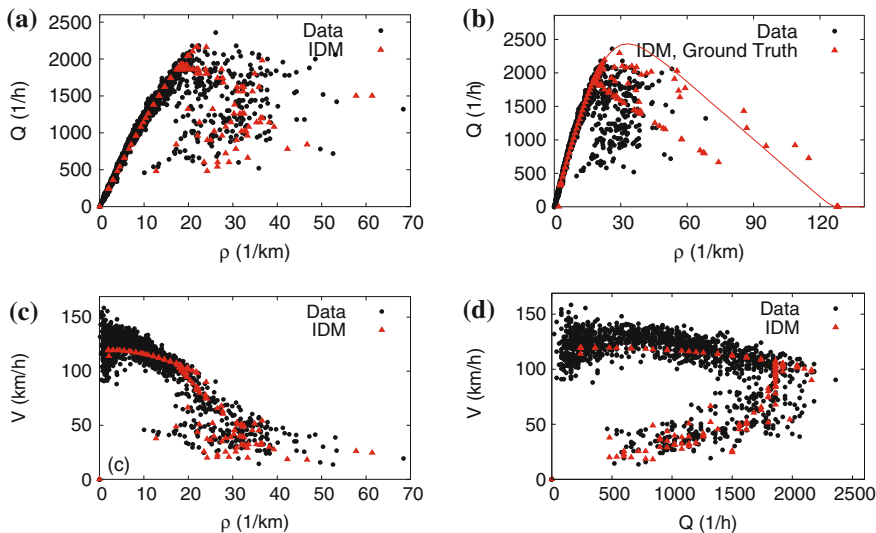 (a)
2500
2000
1500
1000
500
0
Q (1/h)
Data
IDM
0 10 20 30 40 50 60 70
ρ (1/km)
(b)
2500
2000
1500
1000
500
0
Q (1/h)
Data
IDM, Ground Truth
0 30 60 90 120
ρ (1/km)
(c)
150
100
50
0
V (km/h)
Data
IDM
(c)
0 10 20 30 40 50 60 70
ρ (1/km)
(d)
150
100
50
0
V (km/h)
Data
IDM
0 500 1000 1500 2000 2500
Q (1/h)